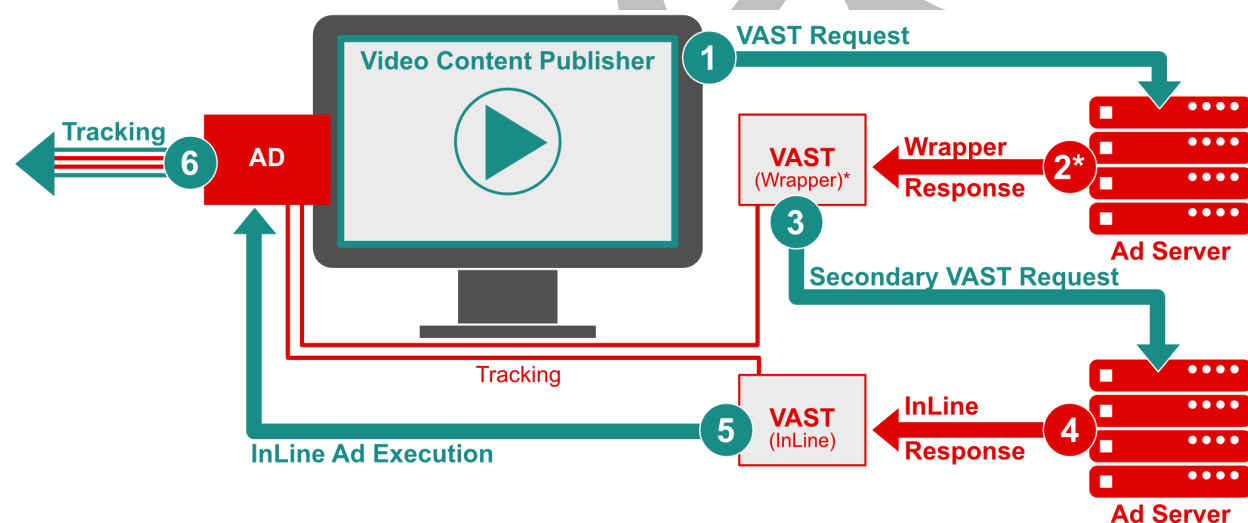 VAST Request
1
Video Content Publisher
Tracking
6
AD
VAST
(Wrapper)*
Wrapper
Response
2*
3
Ad Server
Secondary VAST Request
Tracking
VAST
(InLine)
InLine
Response
4
5
InLine Ad Execution
Ad Server